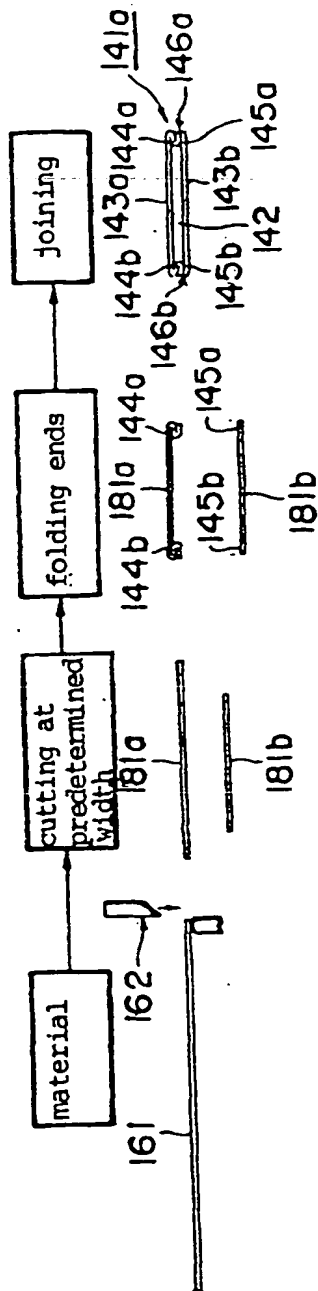 material
cutting at
predetermined
width
folding ends
joining
161
162
181a
181b
144b
181a
144a
145b
145a
181b
144b
143a
144a
141a
146b
146a
145b
142
143b
145a